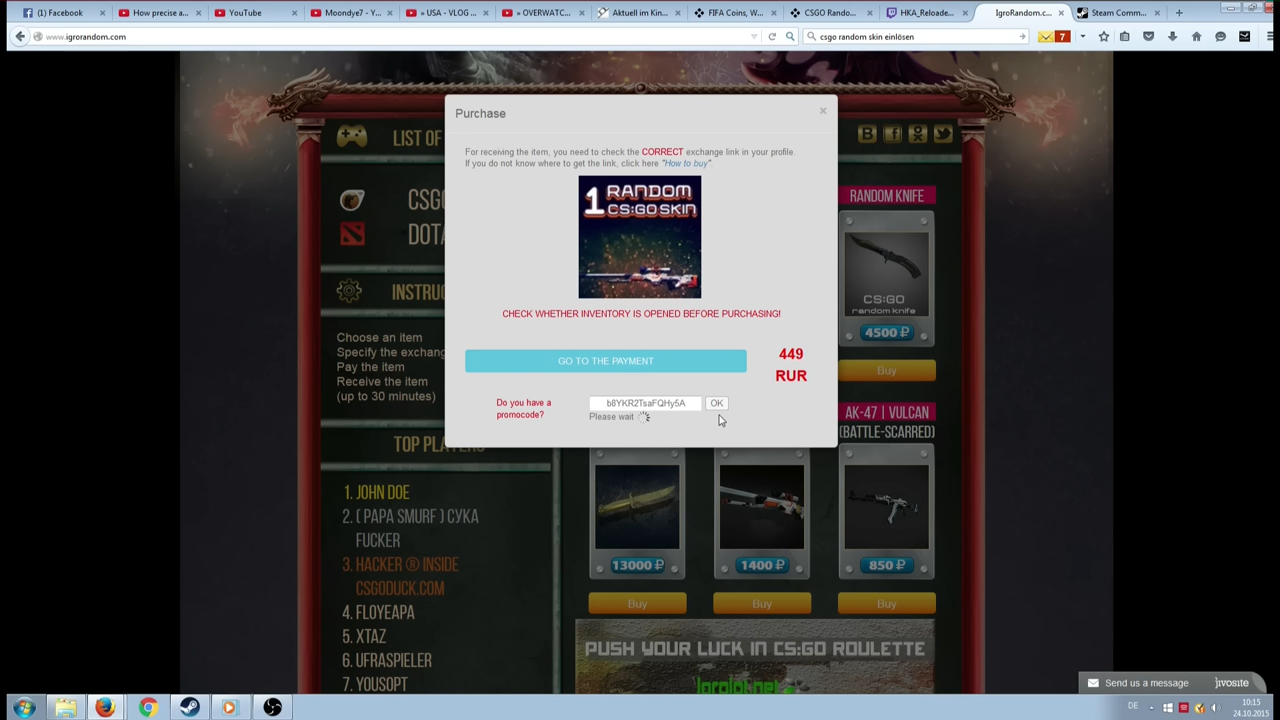 (1) Facebook
How precise a...
YouTube
Moondye7 - Y...
» USA - VLOG ...
» OVERWATC...
Aktuell im Kin...
FIFA Coins, W...
CSGO Rando...
HKA_Reloade...
IgroRandom.c...
Steam Comm...
www.igrorandom.com
csgo random skin einlösen
7
LIST OF
CSG
DOT
INSTRUC
Choose an item
Specify the exchang
Pay the item
Receive the item
(up to 30 minutes)
TOP PLAYERS
1. JOHN DOE
2. ( PAPA SMURF ) СУКА
FUCKER
3. HACKER ® INSIDE
CSGODUCK.COM
4. FLOYEAPA
5. XTAZ
6. UFRASPIELER
7. YOUSOPT
Purchase
×
For receiving the item, you need to check the CORRECT exchange link in your profile.
If you do not know where to get the link, click here "How to buy"
1 RANDOM
CS:GO SKIN
CHECK WHETHER INVENTORY IS OPENED BEFORE PURCHASING!
GO TO THE PAYMENT
449
RUR
Do you have a
promocode?
b8YKR2TsaFQHy5A
OK
Please wait
RANDOM KNIFE
CS:GO
random knife
4500 ₽
Buy
AK-47 | VULCAN
(BATTLE-SCARRED)
13000 ₽
1400 ₽
850 ₽
Buy
Buy
Buy
PUSH YOUR LUCK IN CS:GO ROULETTE
Send us a message
jivosite
DE
10:15
24.10.2015